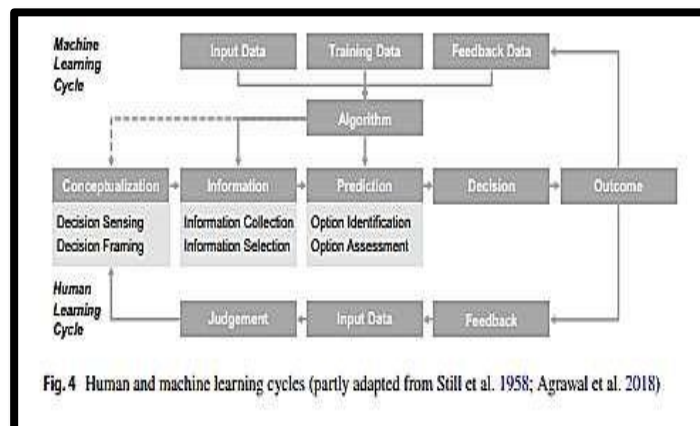 Machine Learning Cycle
Input Data Training Data Feedback Data
Algorithm
Conceptualization Information Prediction Decision Outcome
Decision Sensing Information Collection Option Identification
Decision Framing Information Selection Option Assessment
Human Learning Cycle
Judgement Input Data Feedback
Fig. 4 Human and machine learning cycles (partly adapted from Still et al. 1958; Agrawal et al. 2018)